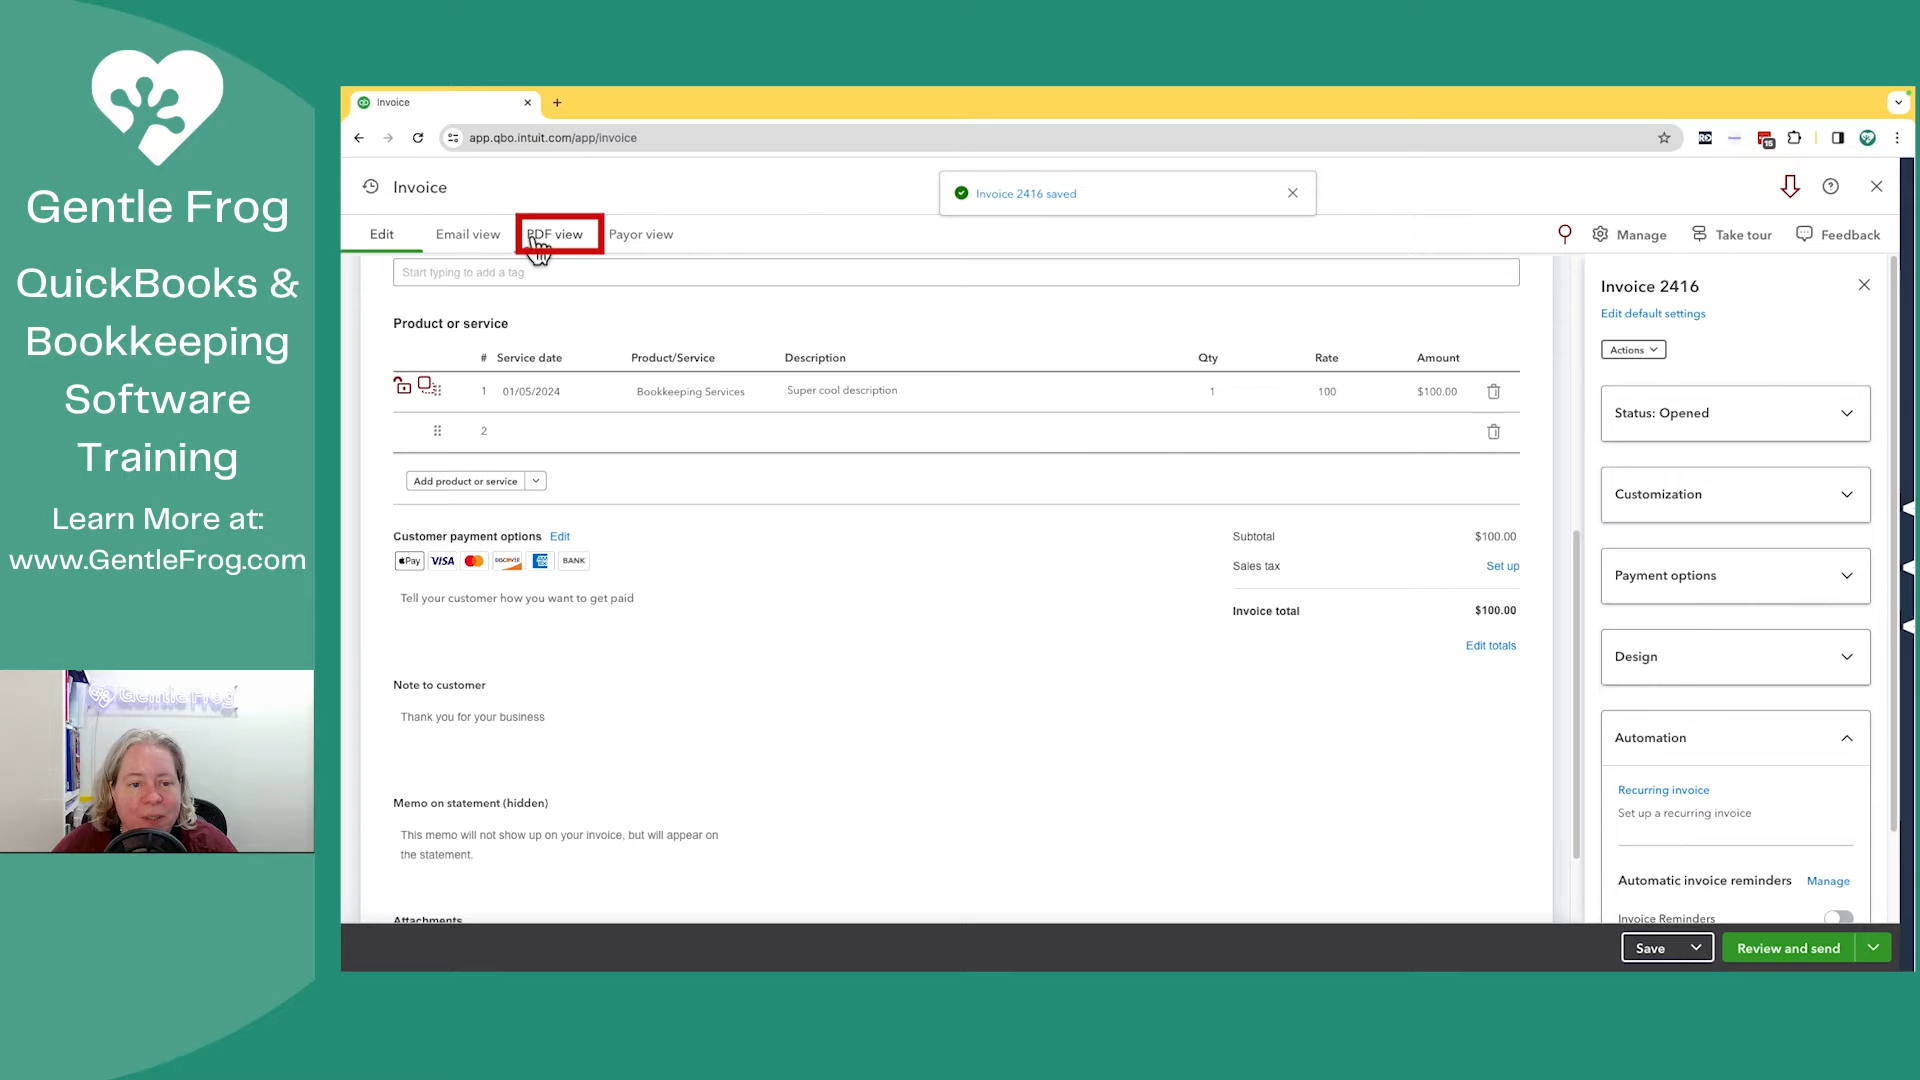 Gentle Frog
QuickBooks &
Bookkeeping
Software
Training
Learn More at:
www.GentleFrog.com
Gentle Frog
Invoice
app.qbo.intuit.com/app/invoice
15
Invoice
Invoice 2416 saved
Edit
Email view
PDF view
Payor view
Manage
Take tour
Feedback
Start typing to add a tag
Product or service
# Service date Product/Service Description Qty Rate Amount
1 01/05/2024 Bookkeeping Services Super cool description 1 100 $100.00
2
Add product or service
Customer payment options Edit
Pay VISA DISCOVER BANK
Tell your customer how you want to get paid
Subtotal $100.00
Sales tax Set up
Invoice total $100.00
Edit totals
Note to customer
Thank you for your business
Memo on statement (hidden)
This memo will not show up on your invoice, but will appear on
the statement.
Attachments
Invoice 2416
Edit default settings
Actions
Status: Opened
Customization
Payment options
Design
Automation
Recurring invoice
Set up a recurring invoice
Automatic invoice reminders Manage
Invoice Reminders
Save
Review and send